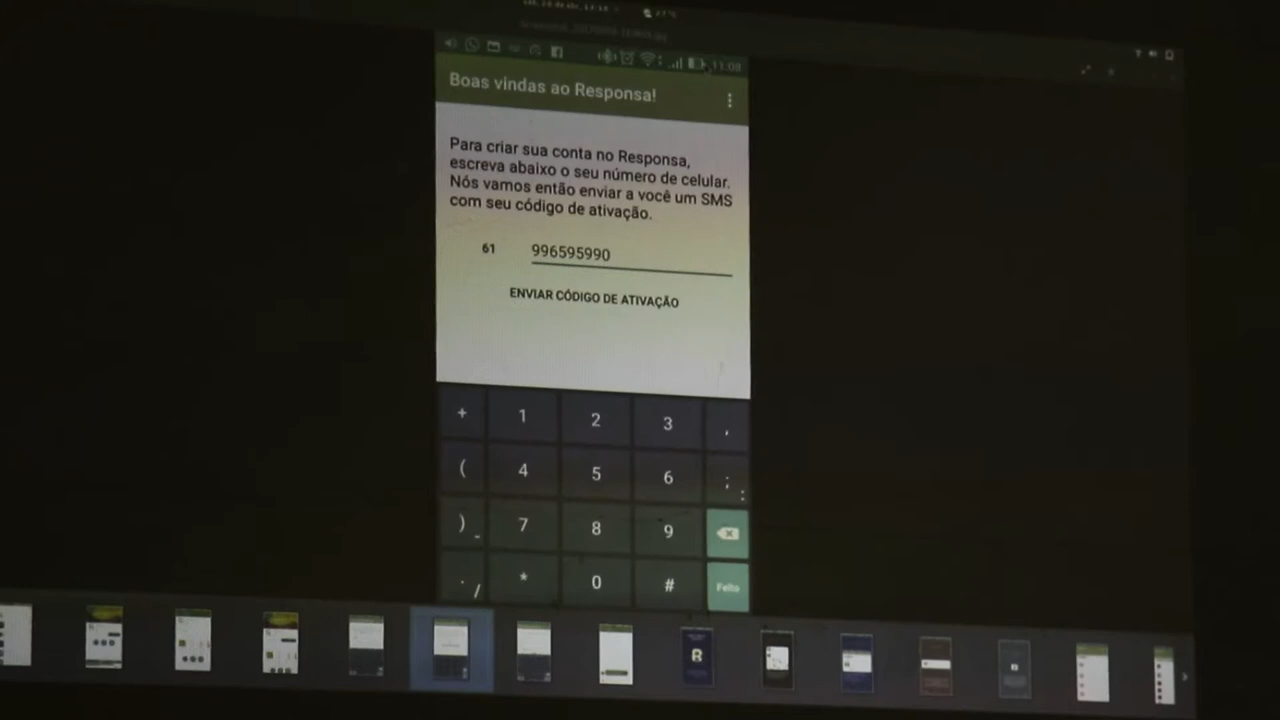 11:08
Boas vindas ao Responsa!
Para criar sua conta no Responsa,
escreva abaixo o seu número de celular.
Nós vamos então enviar a você um SMS
com seu código de ativação.
61 996595990
ENVIAR CÓDIGO DE ATIVAÇÃO
+ 1 2 3 ,
( 4 5 6 ; :
) - 7 8 9
. / * 0 # Feito
R